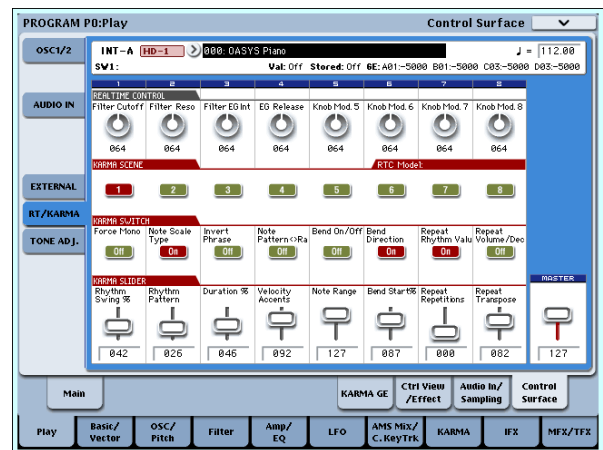 PROGRAM P0:Play Control Surface
OSC1/2
INT-A HD-1 000: OASYS Piano ♩ = 112.00
SW1: Val: Off Stored: Off 6E: A01:-5000 B01:-5000 C03:-5000 D03:-5000
1 2 3 4 5 6 7 8
REALTIME CONTROL
AUDIO IN
Filter Cutoff Filter Reso Filter EG Int EG Release Knob Mod. 5 Knob Mod. 6 Knob Mod. 7 Knob Mod. 8
064 064 064 064 064 064 064 064
KARMA SCENE RTC Model:
EXTERNAL
1 2 3 4 5 6 7 8
RT/KARMA
KARMA SWITCH
Force Mono Note Scale Type Invert Phrase Note Pattern<>Ra Bend On/Off Bend Direction Repeat Rhythm Valu Repeat Volume/Dec
TONE ADJ.
Off On Off Off Off On On Off
KARMA SLIDER MASTER
Rhythm Swing % Rhythm Pattern Duration % Velocity Accents Note Range Bend Start% Repeat Repetitions Repeat Transpose
042 026 046 092 127 087 000 082 127
Main KARMA GE Ctrl View /Effect Audio In/ Sampling Control Surface
Play Basic/ Vector OSC/ Pitch Filter Amp/ EQ LFO AMS Mix/ C.KeyTrk KARMA IFX MFX/TFX